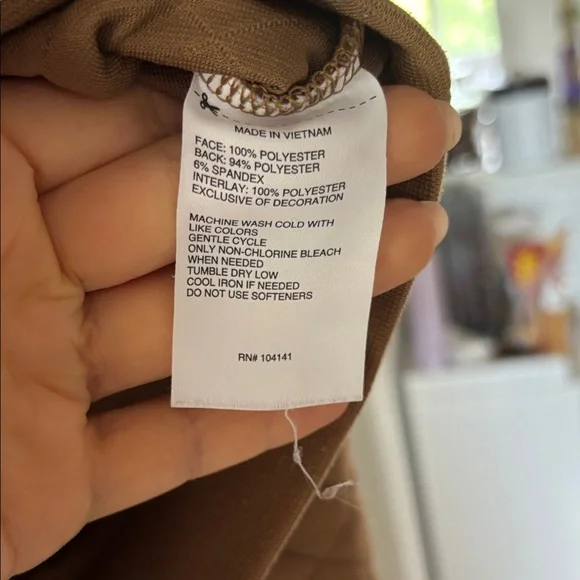 MADE IN VIETNAM
FACE: 100% POLYESTER
BACK: 94% POLYESTER
6% SPANDEX
INTERLAY: 100% POLYESTER
EXCLUSIVE OF DECORATION
MACHINE WASH COLD WITH
LIKE COLORS
GENTLE CYCLE
ONLY NON-CHLORINE BLEACH
WHEN NEEDED
TUMBLE DRY LOW
COOL IRON IF NEEDED
DO NOT USE SOFTENERS
RN# 104141